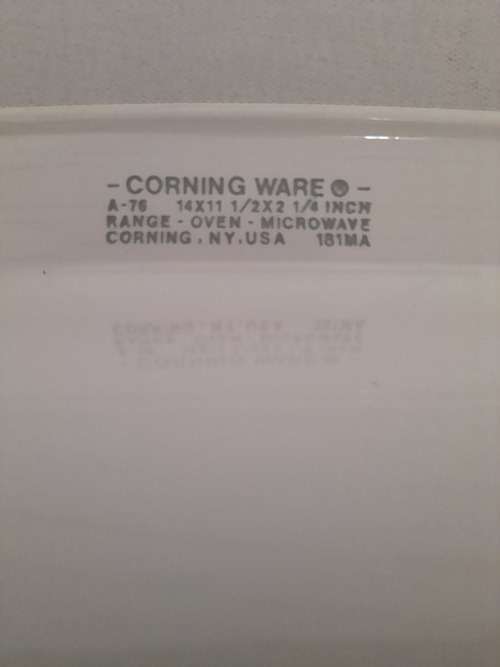 - CORNING WARE ® -
A-76 14X11 1/2X2 1/4 INCH
RANGE - OVEN - MICROWAVE
CORNING, NY, USA 181MA